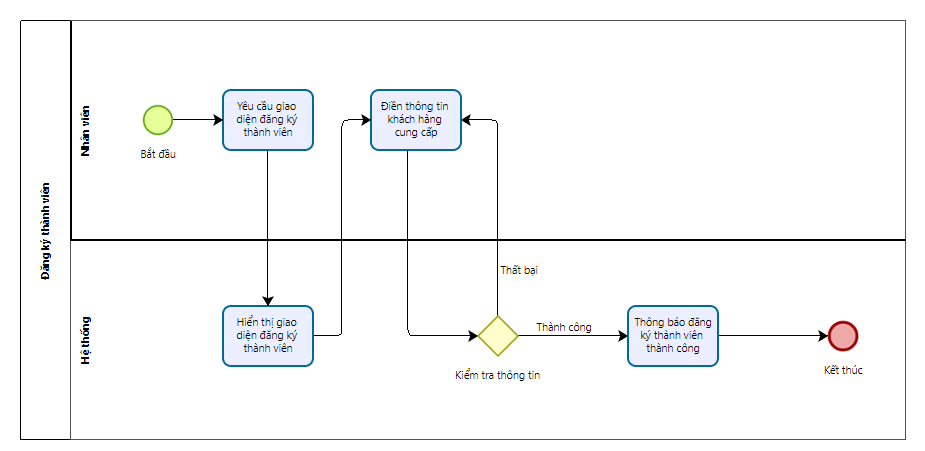 Đăng ký thành viên
Nhân viên
Bắt đầu
Yêu cầu giao
diện đăng ký
thành viên
Điền thông tin
khách hàng
cung cấp
Hệ thống
Hiển thị giao
diện đăng ký
thành viên
Thất bại
Kiểm tra thông tin
Thành công
Thông báo đăng
ký thành viên
thành công
Kết thúc